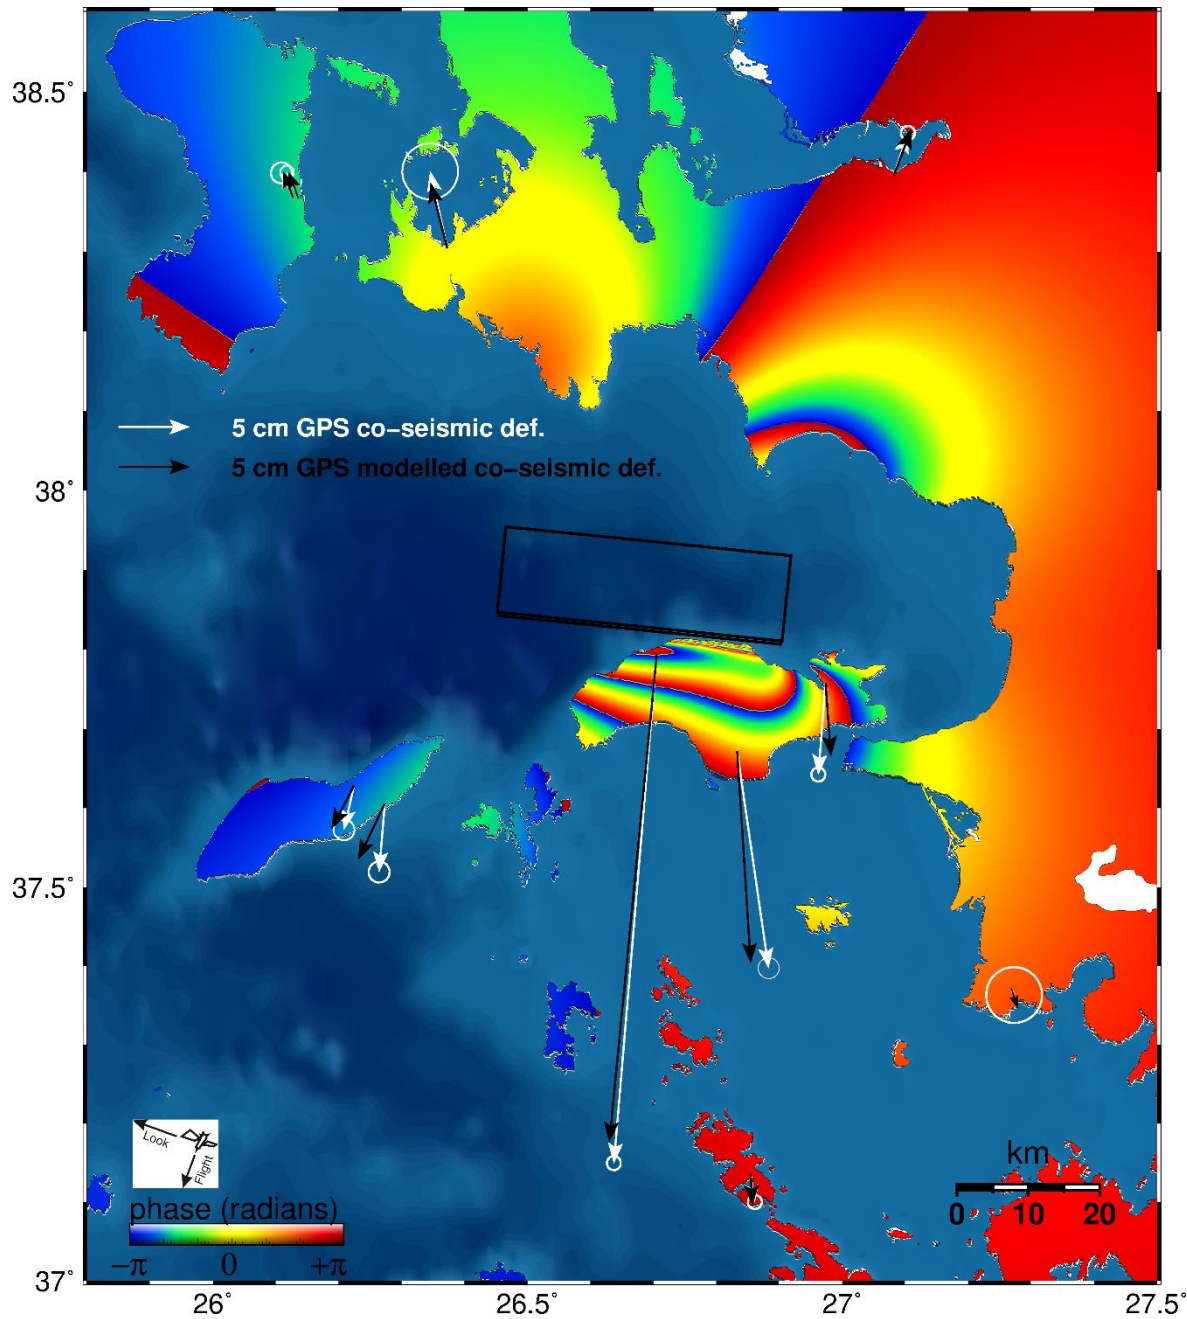 38.5°
5 cm GPS co−seismic def.
5 cm GPS modelled co−seismic def.
38°
37.5°
Look
Flight
phase (radians)
−π 0 +π
km
0 10 20
37°
26° 26.5° 27° 27.5°